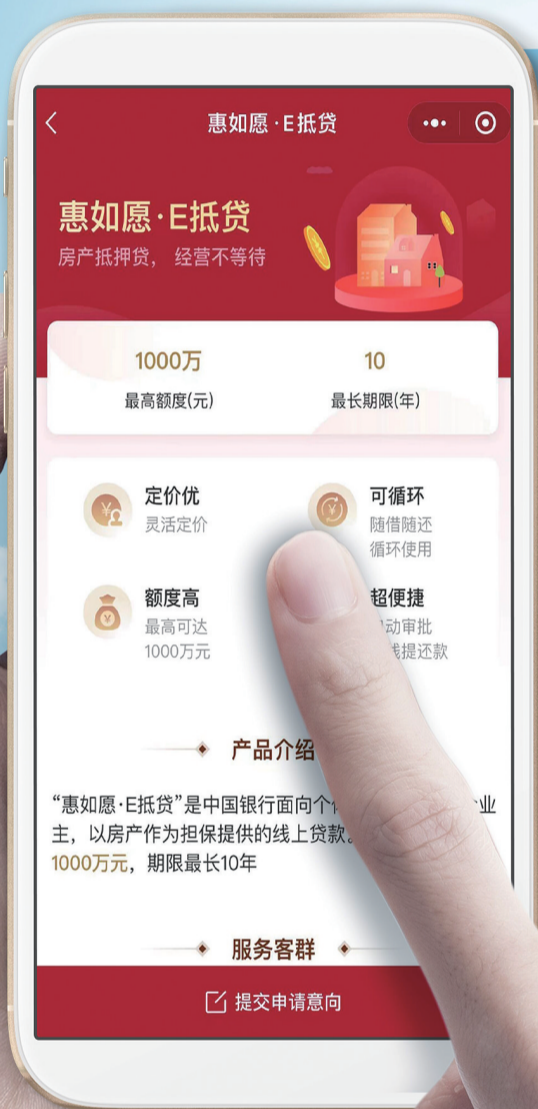 惠如愿·E抵贷
惠如愿·E抵贷
房产抵押贷，经营不等待
1000万
10
最高额度(元)
最长期限(年)
定价优
灵活定价
可循环
随借随还
循环使用
额度高
最高可达
1000万元
超便捷
动审批
提还款
产品介绍
“惠如愿·E抵贷”是中国银行面向个 业
主，以房产作为担保提供的线上贷款
1000万元，期限最长10年
服务客群
提交申请意向